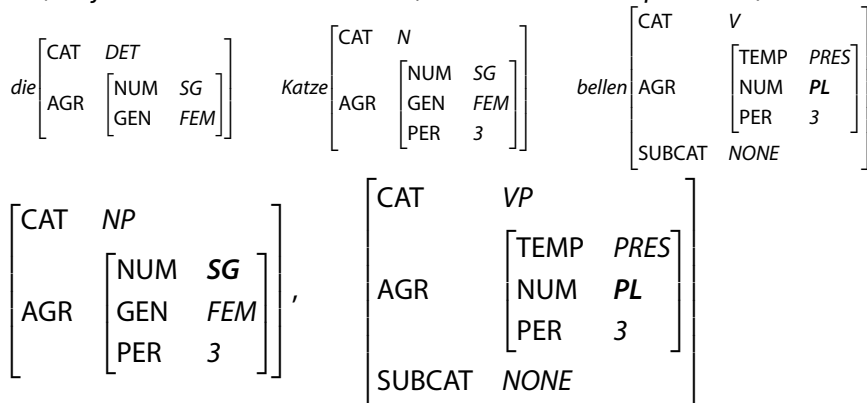 die
CAT DET
AGR
NUM SG
GEN FEM
Katze
CAT N
AGR
NUM SG
GEN FEM
PER 3
bellen
CAT V
AGR
TEMP PRES
NUM PL
PER 3
SUBCAT NONE
CAT NP
AGR
NUM SG
GEN FEM
PER 3
,
CAT VP
AGR
TEMP PRES
NUM PL
PER 3
SUBCAT NONE